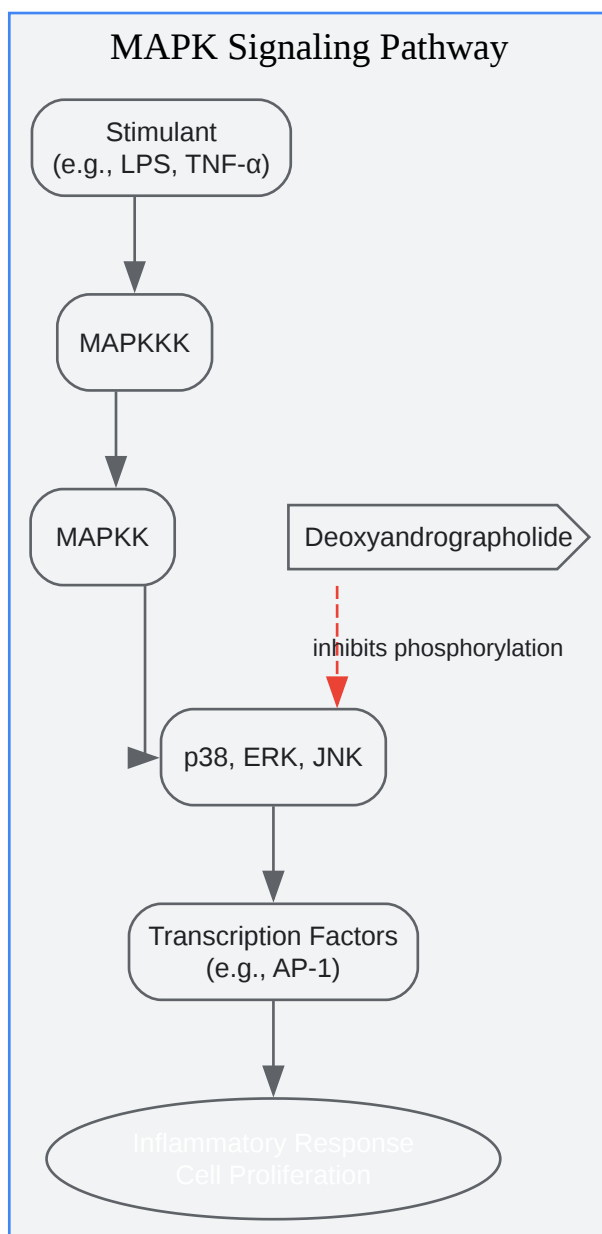 MAPK Signaling Pathway
Stimulant
(e.g., LPS, TNF-α)
MAPKKK
MAPKK
Deoxyandrographolide
inhibits phosphorylation
p38, ERK, JNK
Transcription Factors
(e.g., AP-1)
Inflammatory Response
Cell Proliferation